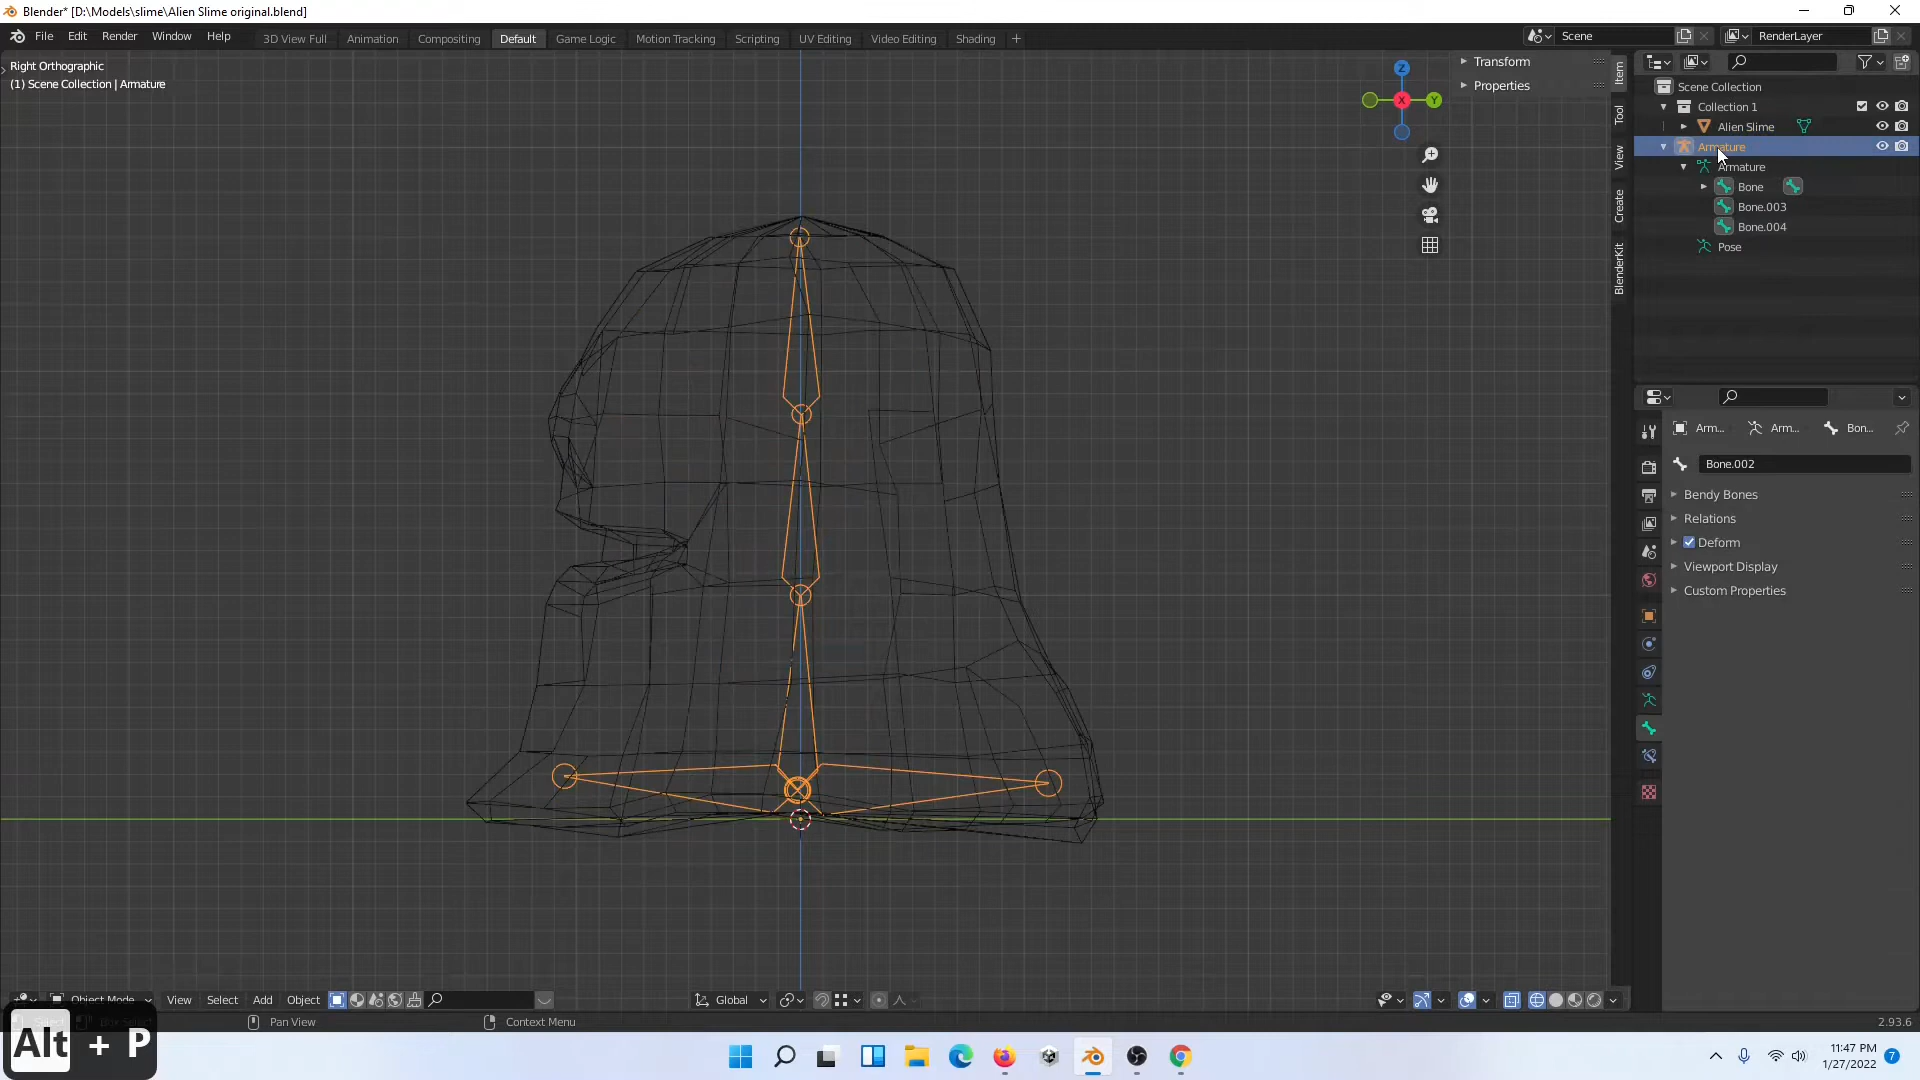 Blender* [D:\Models\slime\Alien Slime original.blend]
File Edit Render Window Help
3D View Full Animation Compositing Default Game Logic Motion Tracking Scripting UV Editing Video Editing Shading +
Scene
RenderLayer
Right Orthographic
(1) Scene Collection | Armature
Transform
Properties
Item
Tool
View
Create
BlenderKit
Z
X
Y
Scene Collection
Collection 1
Alien Slime
Armature
Armature
Bone
Bone.003
Bone.004
Pose
Arm... Arm... Bon...
Bone.002
Bendy Bones
Relations
Deform
Viewport Display
Custom Properties
Object Mode View Select Add Object
Global
Pan View
Context Menu
2.93.6
Alt + P
11:47 PM
1/27/2022
7